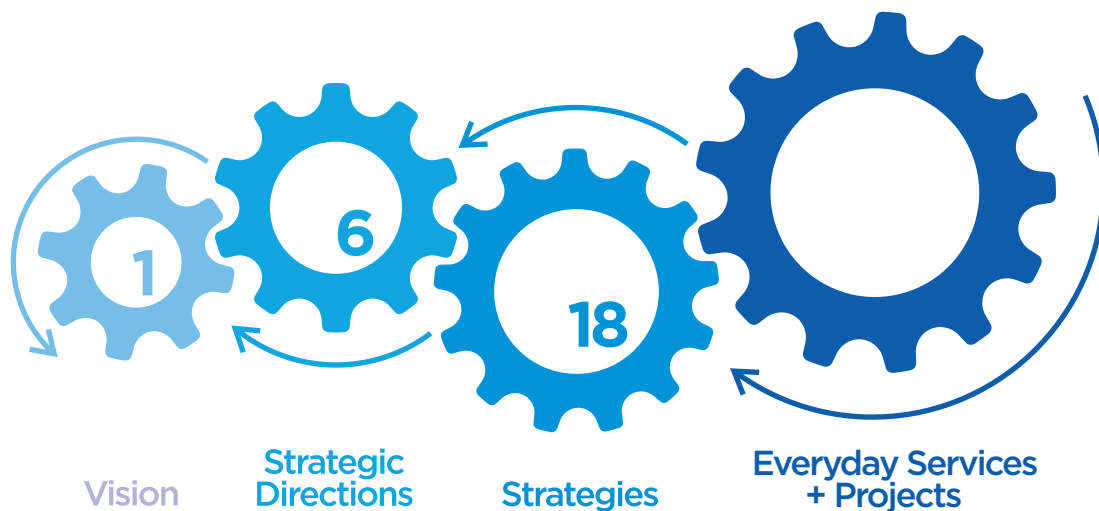 1
6
18
Vision
Strategic
Directions
Strategies
Everyday Services
+ Projects